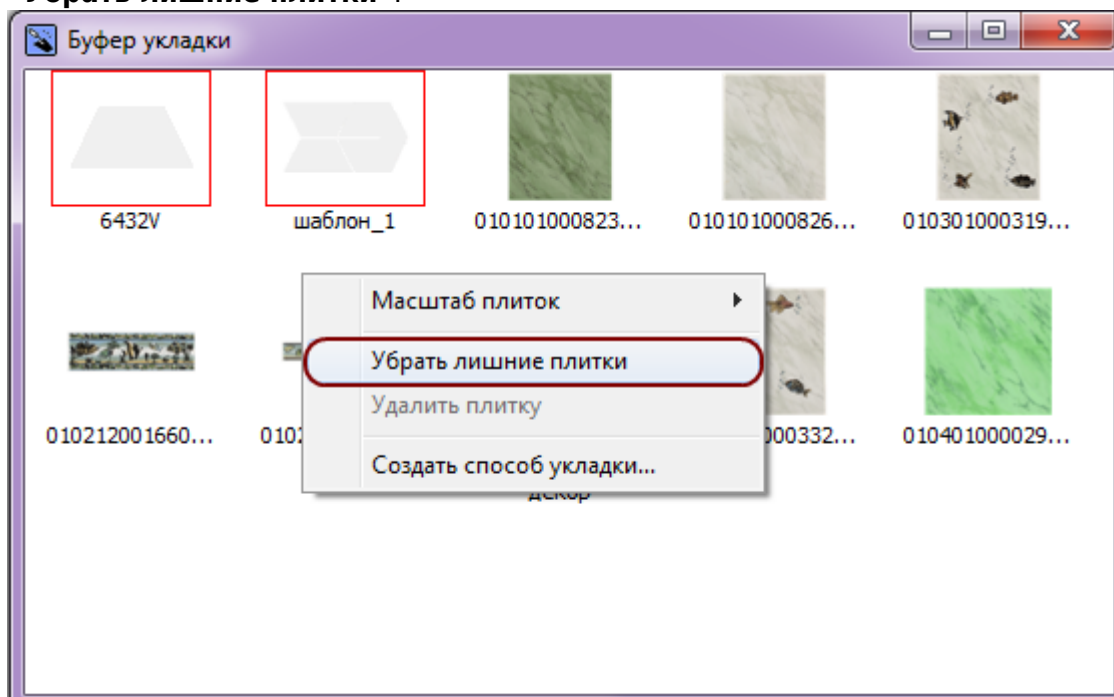 Буфер укладки
6432V
шаблон_1
010101000823...
010101000826...
010301000319...
Масштаб плиток
Убрать лишние плитки
Удалить плитку
Создать способ укладки...
010212001660...
0102
000332...
010401000029...
декор